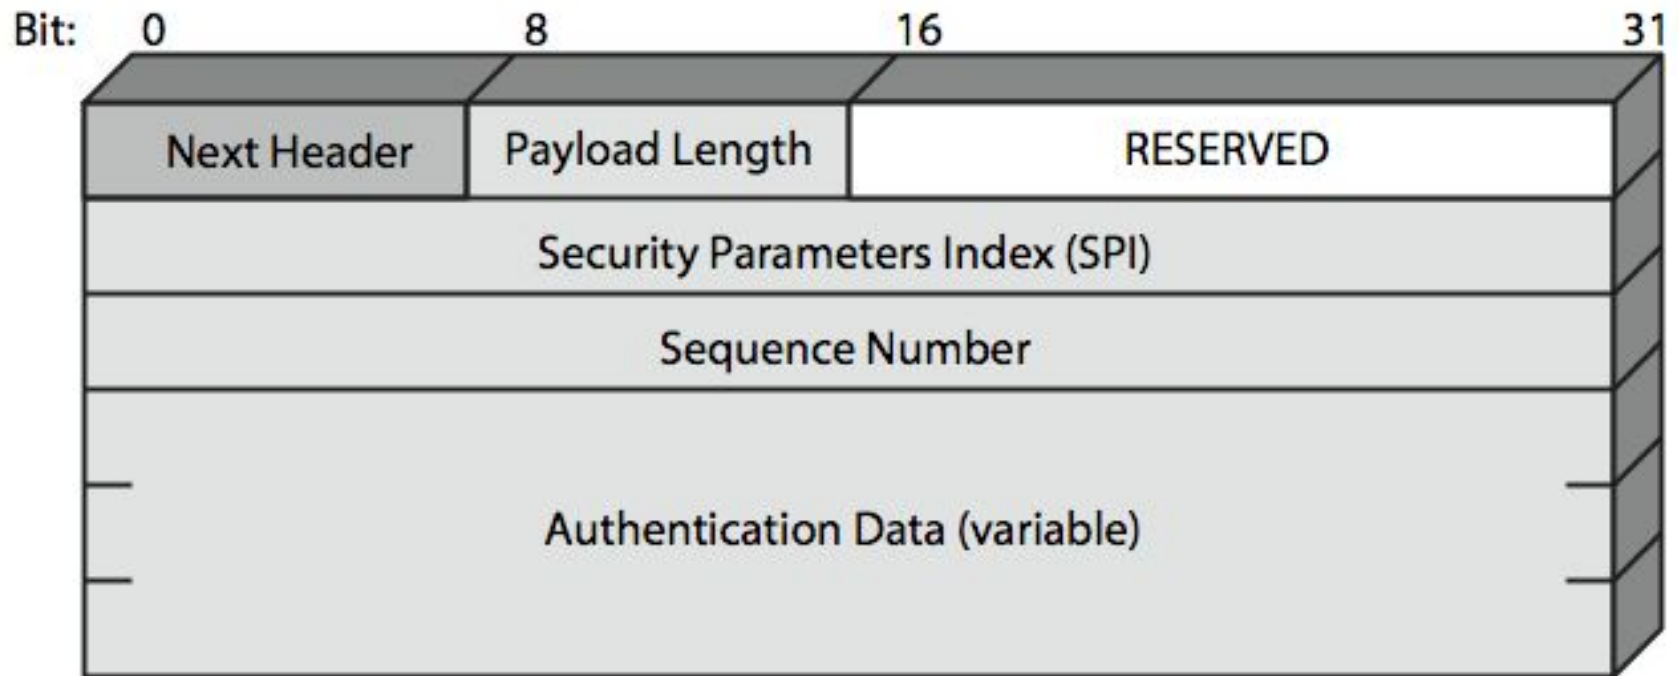 Bit: 0 8 16 31
Next Header Payload Length RESERVED
Security Parameters Index (SPI)
Sequence Number
Authentication Data (variable)